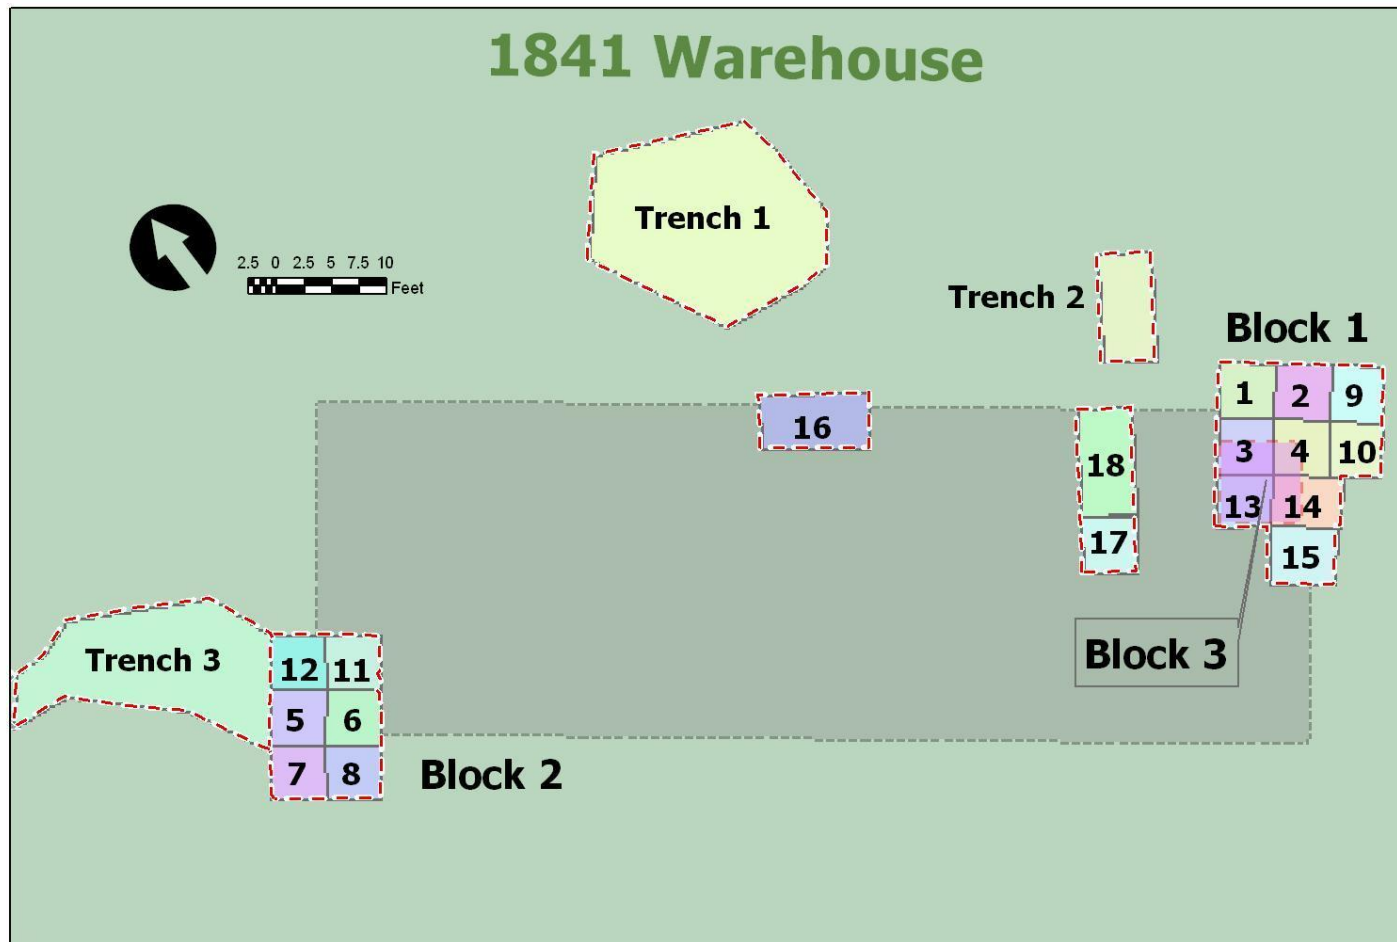 1841 Warehouse
Trench 1
2.5 0 2.5 5 7.5 10
Feet
Trench 2
Block 1
1 2 9
16
3 4 10
18
13 14
17
15
Block 3
Trench 3
12 11
5 6
7 8
Block 2